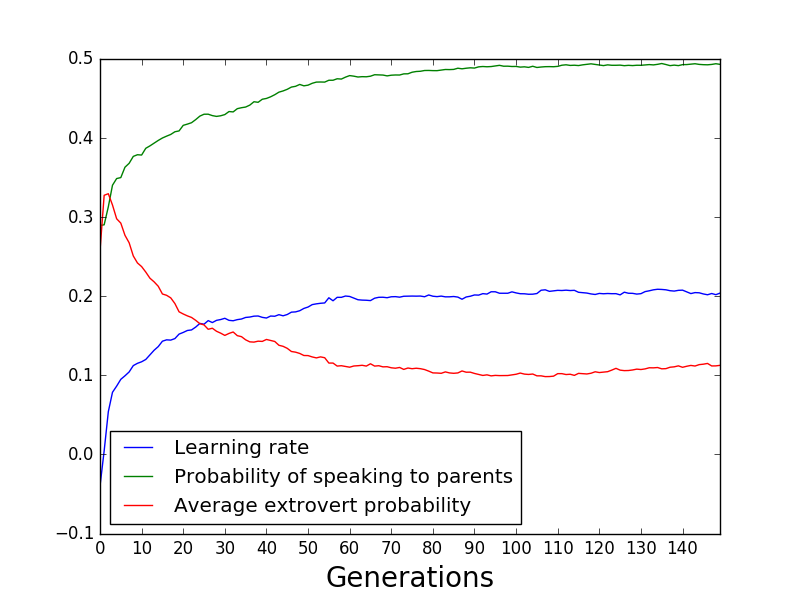 0.5
0.4
0.3
0.2
0.1
0.0
−0.1
Learning rate
Probability of speaking to parents
Average extrovert probability
0 10 20 30 40 50 60 70 80 90 100 110 120 130 140
Generations